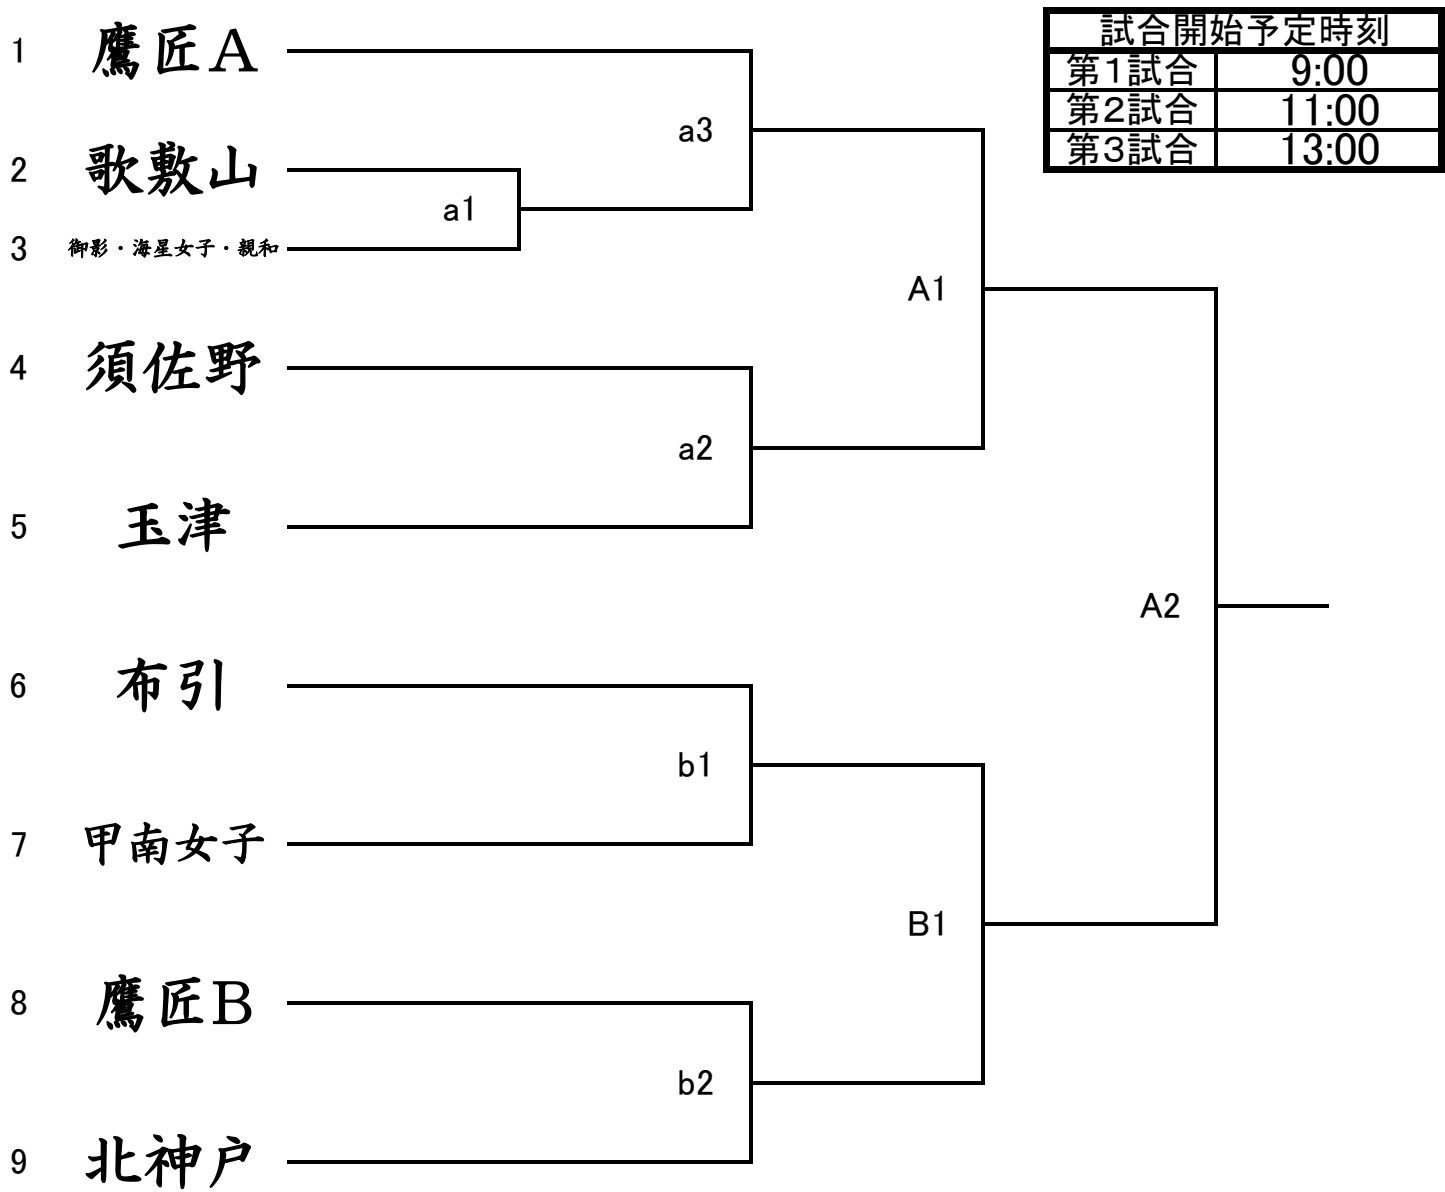 試合開始予定時刻
第1試合 9:00
第2試合 11:00
第3試合 13:00
1 鷹匠A
a3
2 歌敷山
a1
3 御影・海星女子・親和
A1
4 須佐野
a2
5 玉津
A2
6 布引
b1
7 甲南女子
B1
8 鷹匠B
b2
9 北神戸